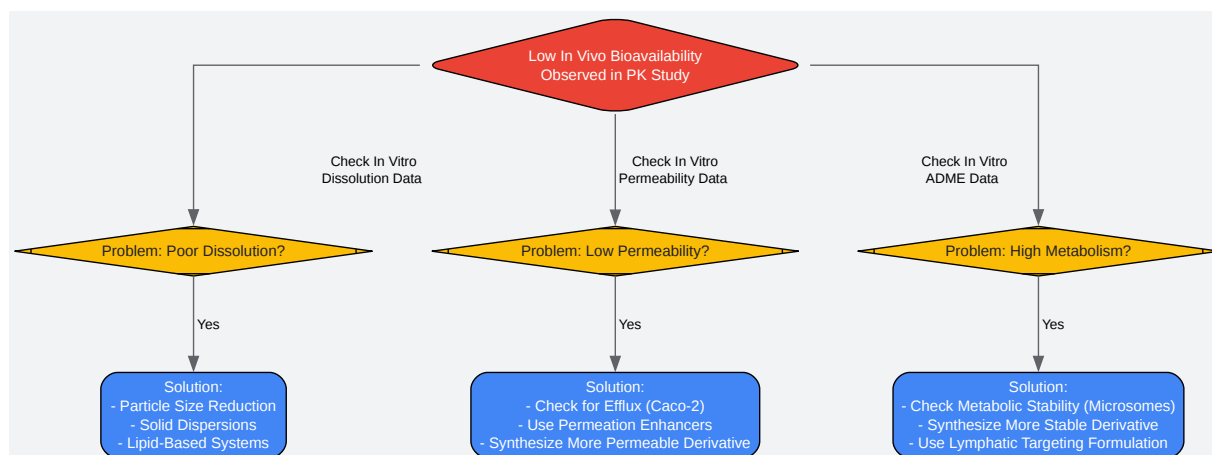 Low In Vivo Bioavailability
Observed in PK Study
Check In Vitro
Dissolution Data
Check In Vitro
Permeability Data
Check In Vitro
ADME Data
Problem: Poor Dissolution?
Problem: Low Permeability?
Problem: High Metabolism?
Yes
Yes
Yes
Solution:
- Particle Size Reduction
- Solid Dispersions
- Lipid-Based Systems
Solution:
- Check for Efflux (Caco-2)
- Use Permeation Enhancers
- Synthesize More Permeable Derivative
Solution:
- Check Metabolic Stability (Microsomes)
- Synthesize More Stable Derivative
- Use Lymphatic Targeting Formulation